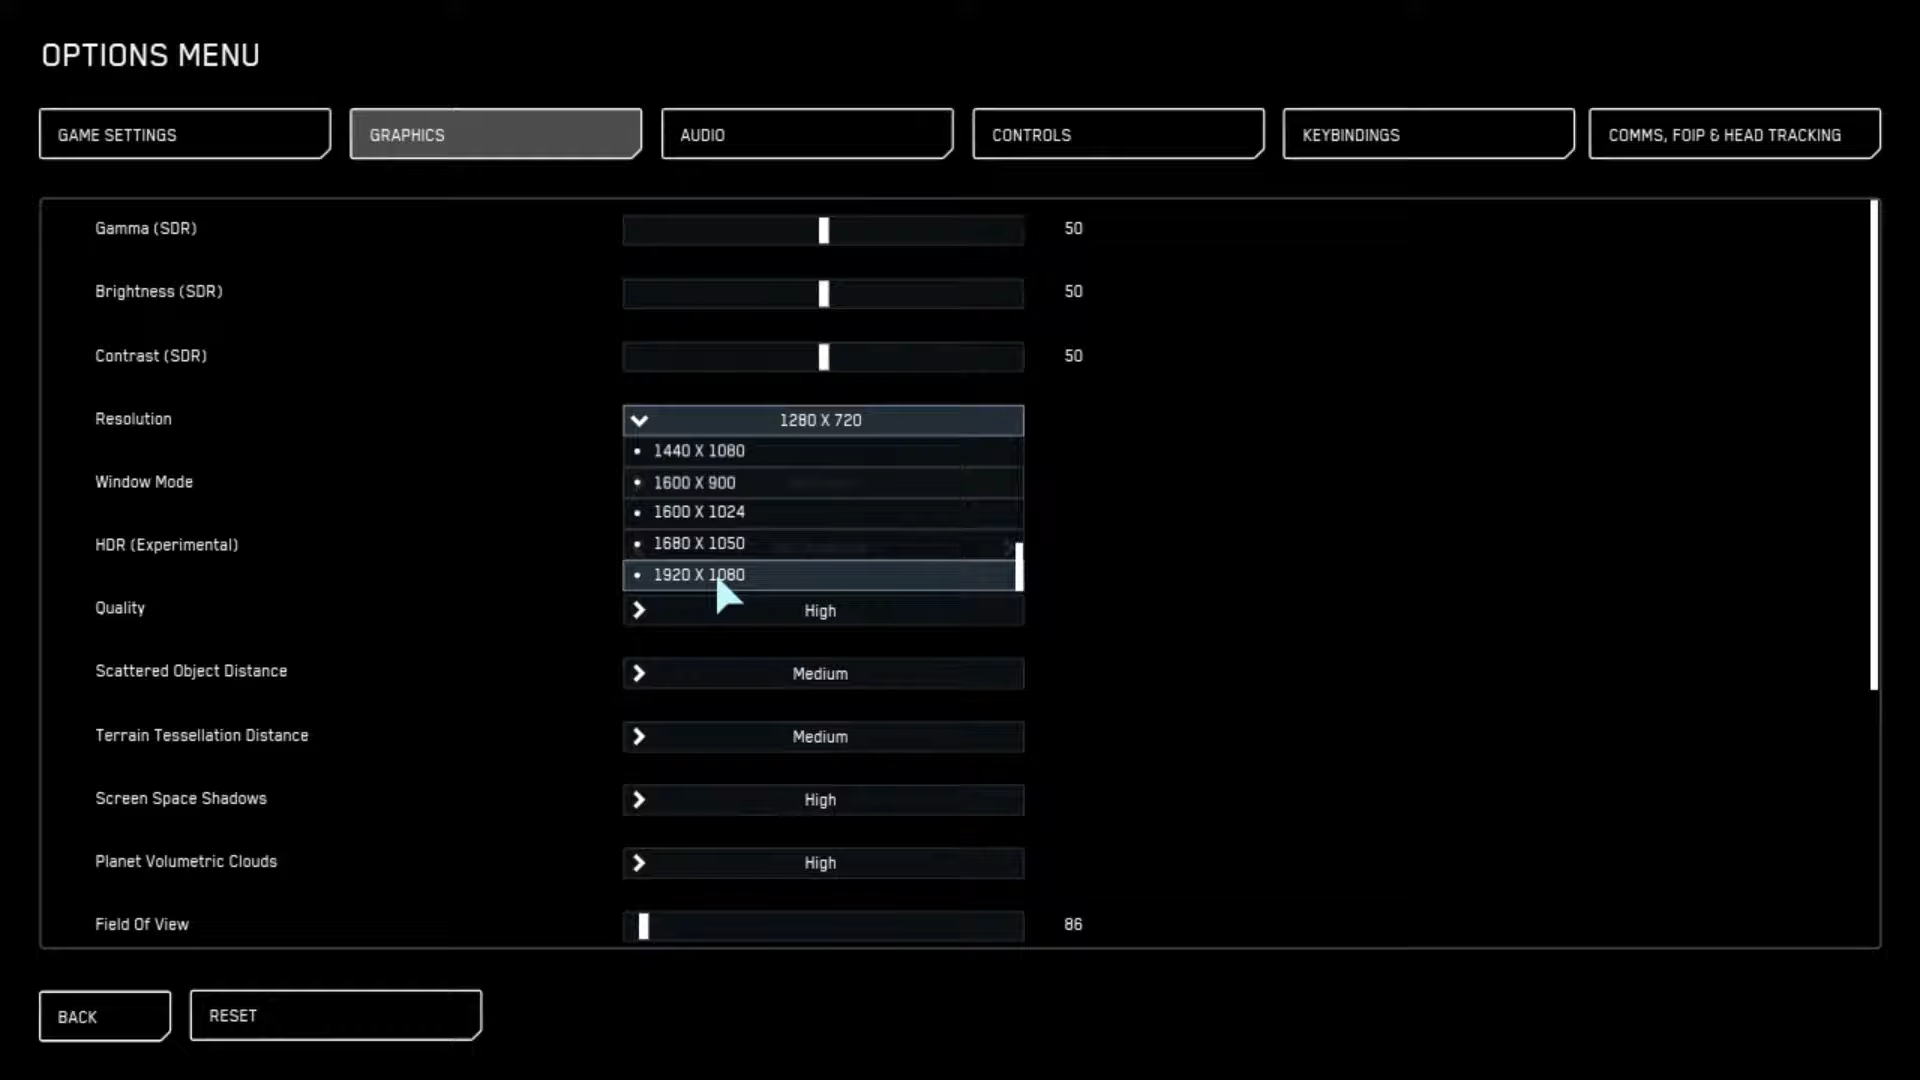 OPTIONS MENU
GAME SETTINGS
GRAPHICS
AUDIO
CONTROLS
KEYBINDINGS
COMMS, FOIP & HEAD TRACKING
Gamma (SDR)
50
Brightness (SDR)
50
Contrast (SDR)
50
Resolution
1280 X 720
1440 X 1080
Window Mode
1600 X 900
1600 X 1024
HDR (Experimental)
1680 X 1050
1920 X 1080
Quality
High
Scattered Object Distance
Medium
Terrain Tessellation Distance
Medium
Screen Space Shadows
High
Planet Volumetric Clouds
High
Field Of View
86
BACK
RESET